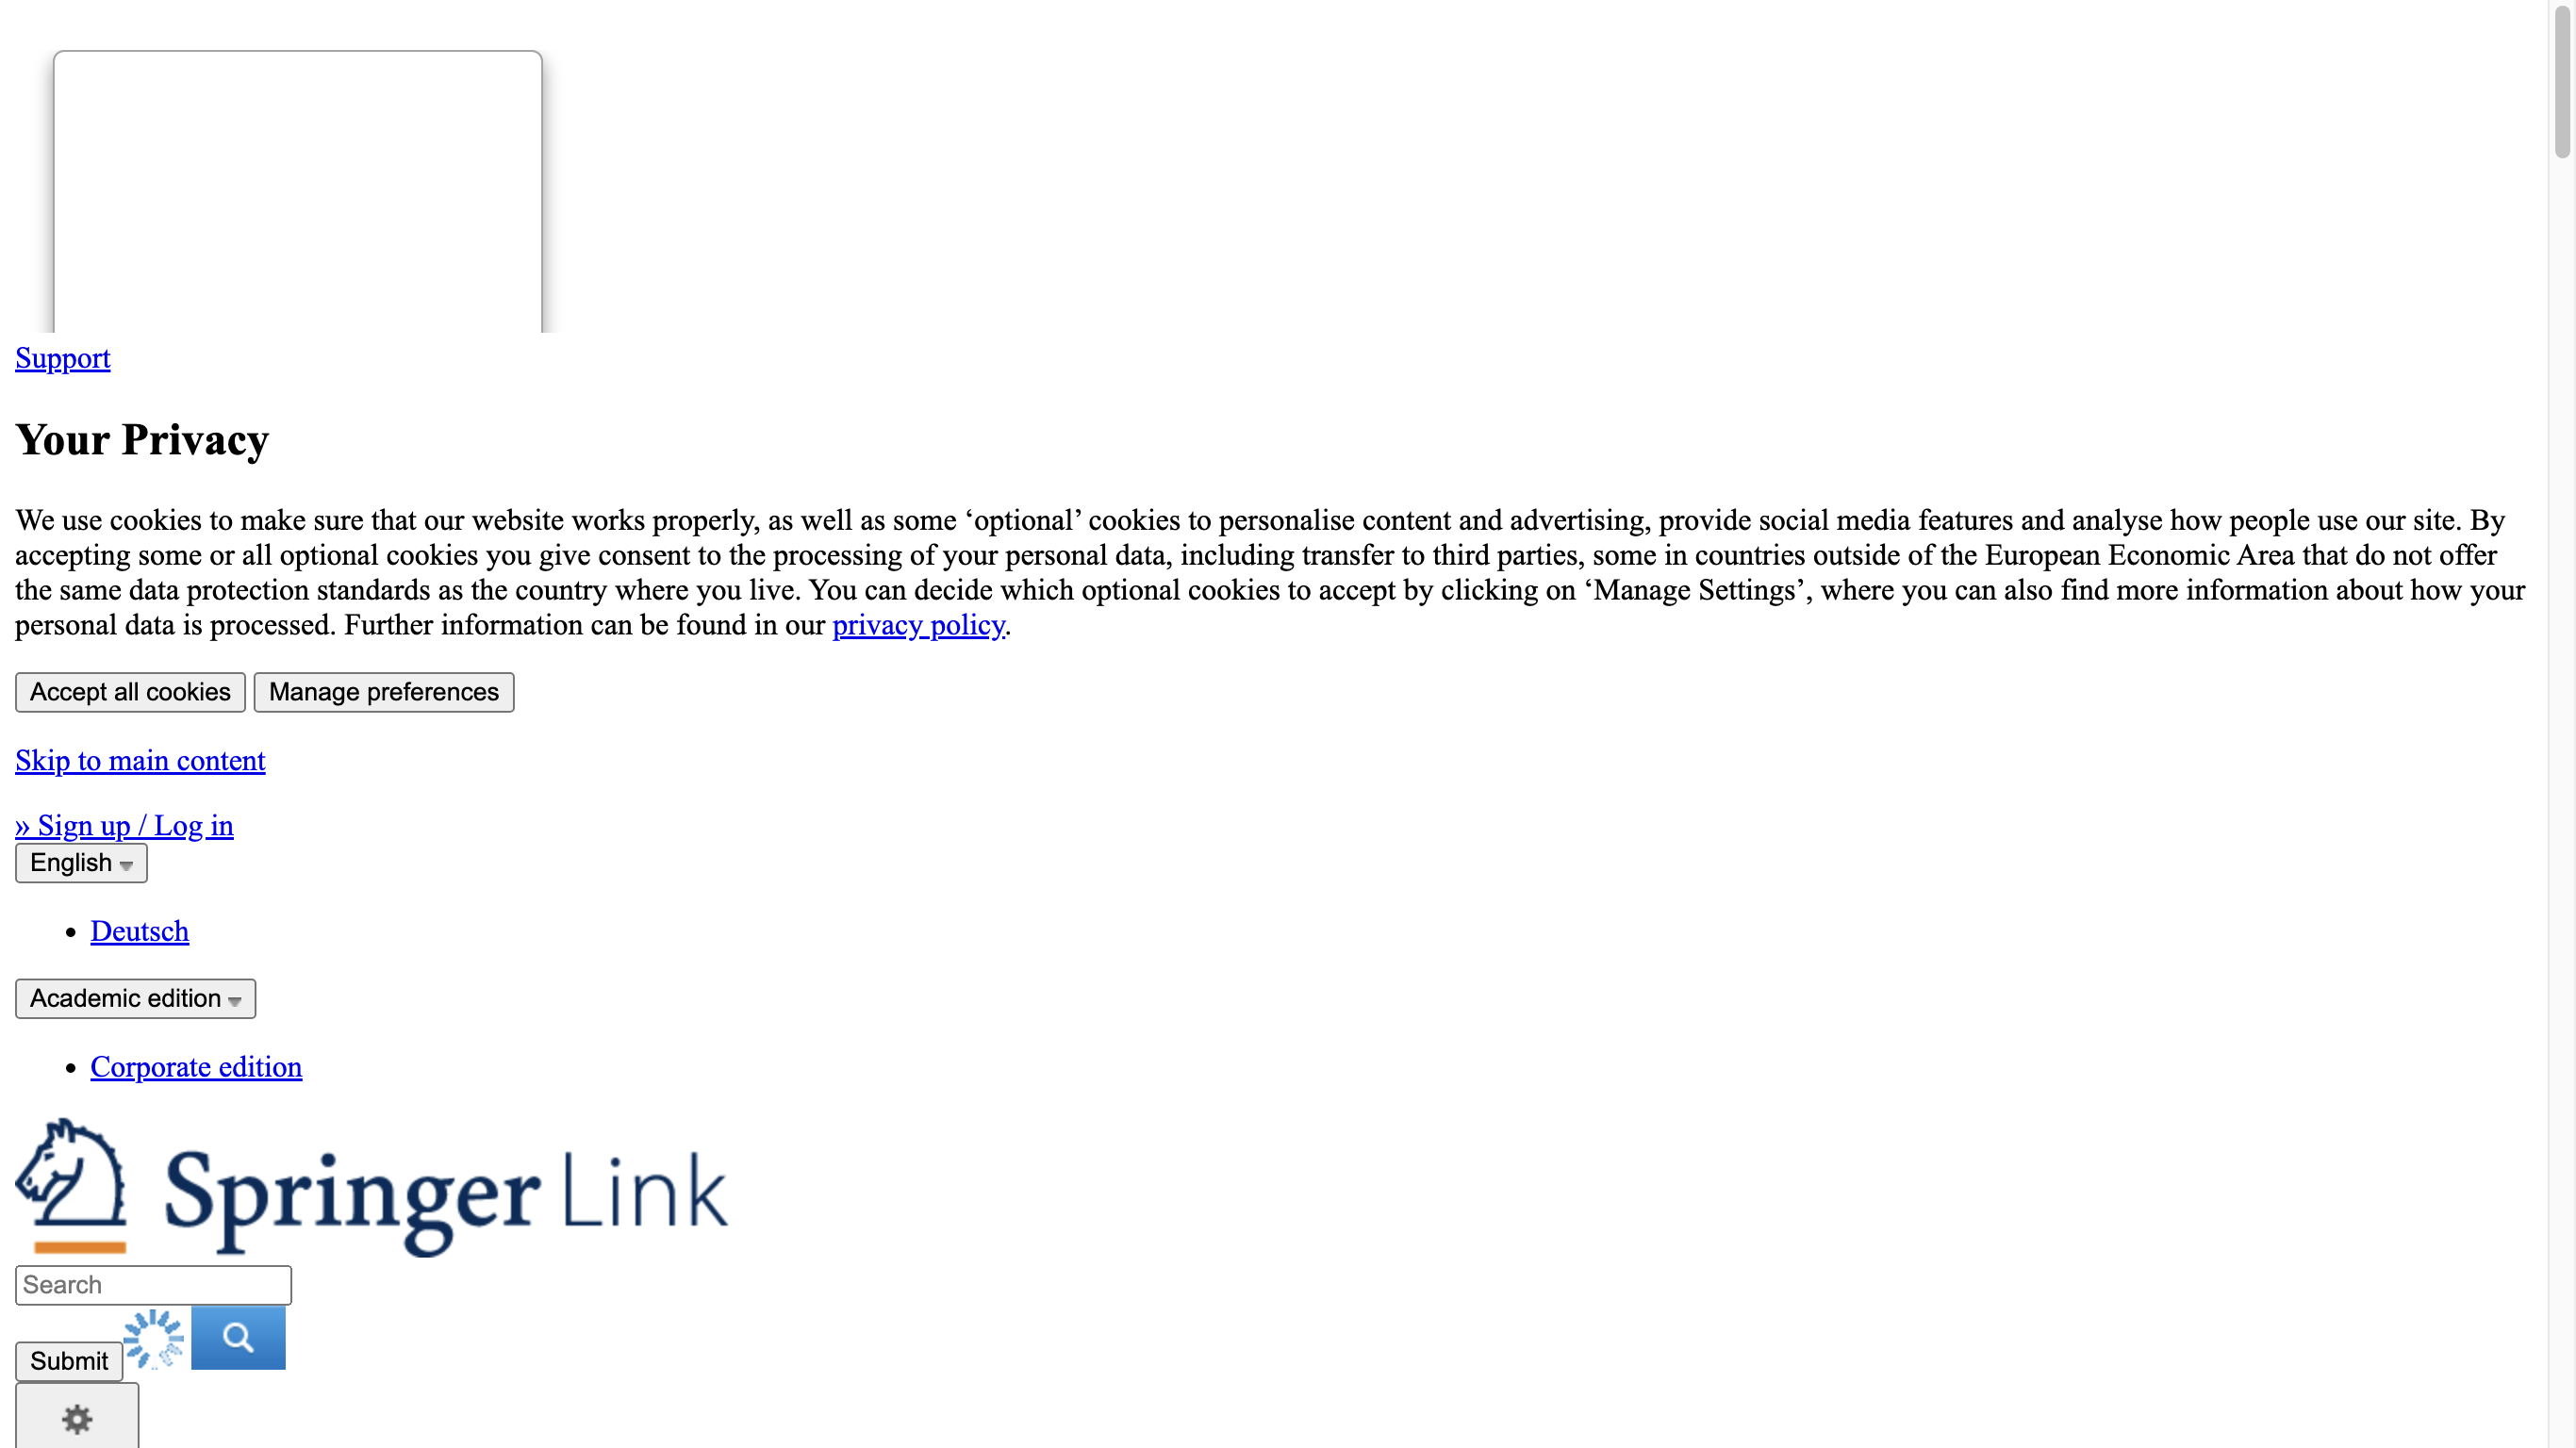 Support
Your Privacy
We use cookies to make sure that our website works properly, as well as some ‘optional’ cookies to personalise content and advertising, provide social media features and analyse how people use our site. By
accepting some or all optional cookies you give consent to the processing of your personal data, including transfer to third parties, some in countries outside of the European Economic Area that do not offer
the same data protection standards as the country where you live. You can decide which optional cookies to accept by clicking on ‘Manage Settings’, where you can also find more information about how your
personal data is processed. Further information can be found in our privacy policy.
Accept all cookies Manage preferences
Skip to main content
» Sign up / Log in
English
Deutsch
Academic edition
Corporate edition
Springer Link
Search
Submit